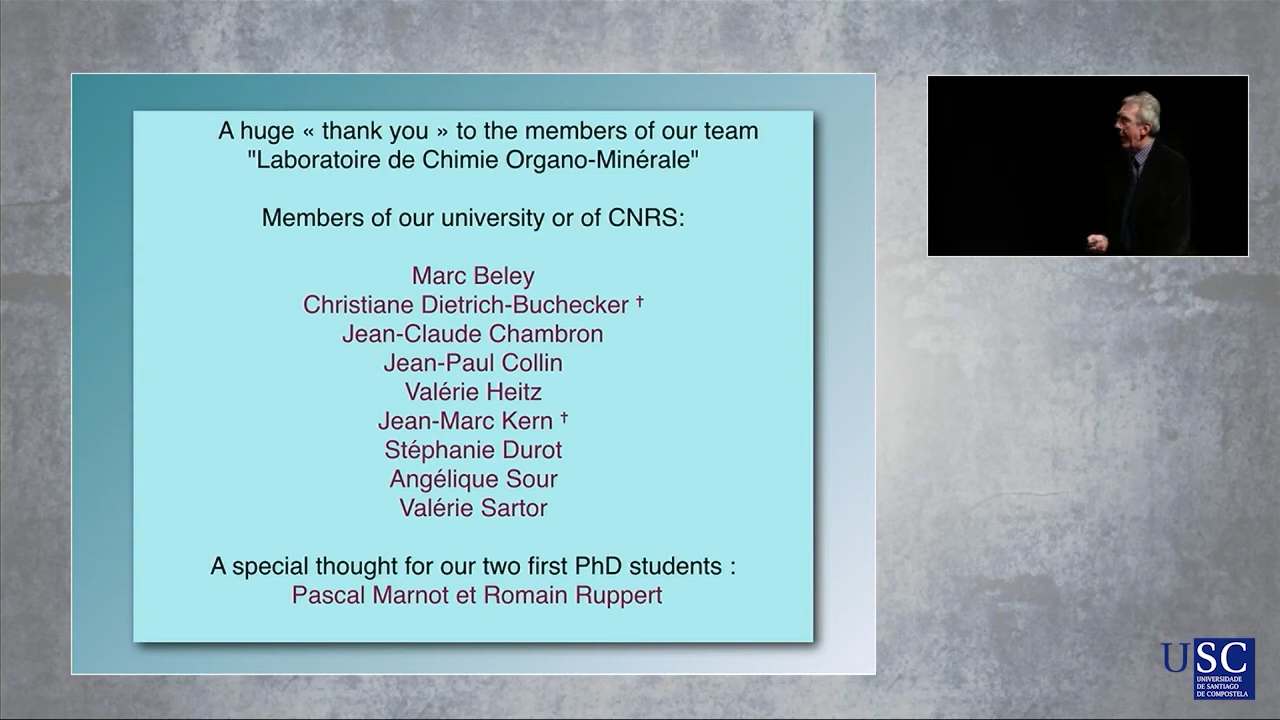 A huge « thank you » to the members of our team
"Laboratoire de Chimie Organo-Minérale"
Members of our university or of CNRS:
Marc Beley
Christiane Dietrich-Buchecker †
Jean-Claude Chambron
Jean-Paul Collin
Valérie Heitz
Jean-Marc Kern †
Stéphanie Durot
Angélique Sour
Valérie Sartor
A special thought for our two first PhD students :
Pascal Marnot et Romain Ruppert
USC
UNIVERSIDADE
DE SANTIAGO
DE COMPOSTELA